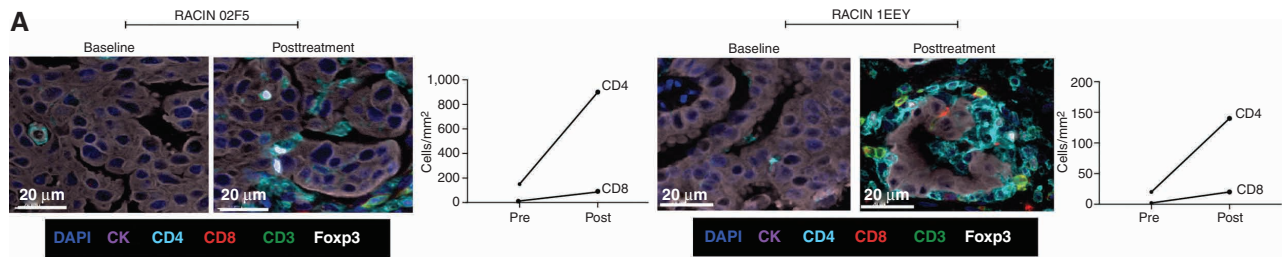 A
RACIN 02F5
Baseline
Posttreatment
20 μm
20 μm
DAPI CK CD4 CD8 CD3 Foxp3
Cells/mm²
1,000
800
600
400
200
0
CD4
CD8
Pre
Post
RACIN 1EEY
Baseline
Posttreatment
20 μm
20 μm
DAPI CK CD4 CD8 CD3 Foxp3
Cells/mm²
200
150
100
50
0
CD4
CD8
Pre
Post